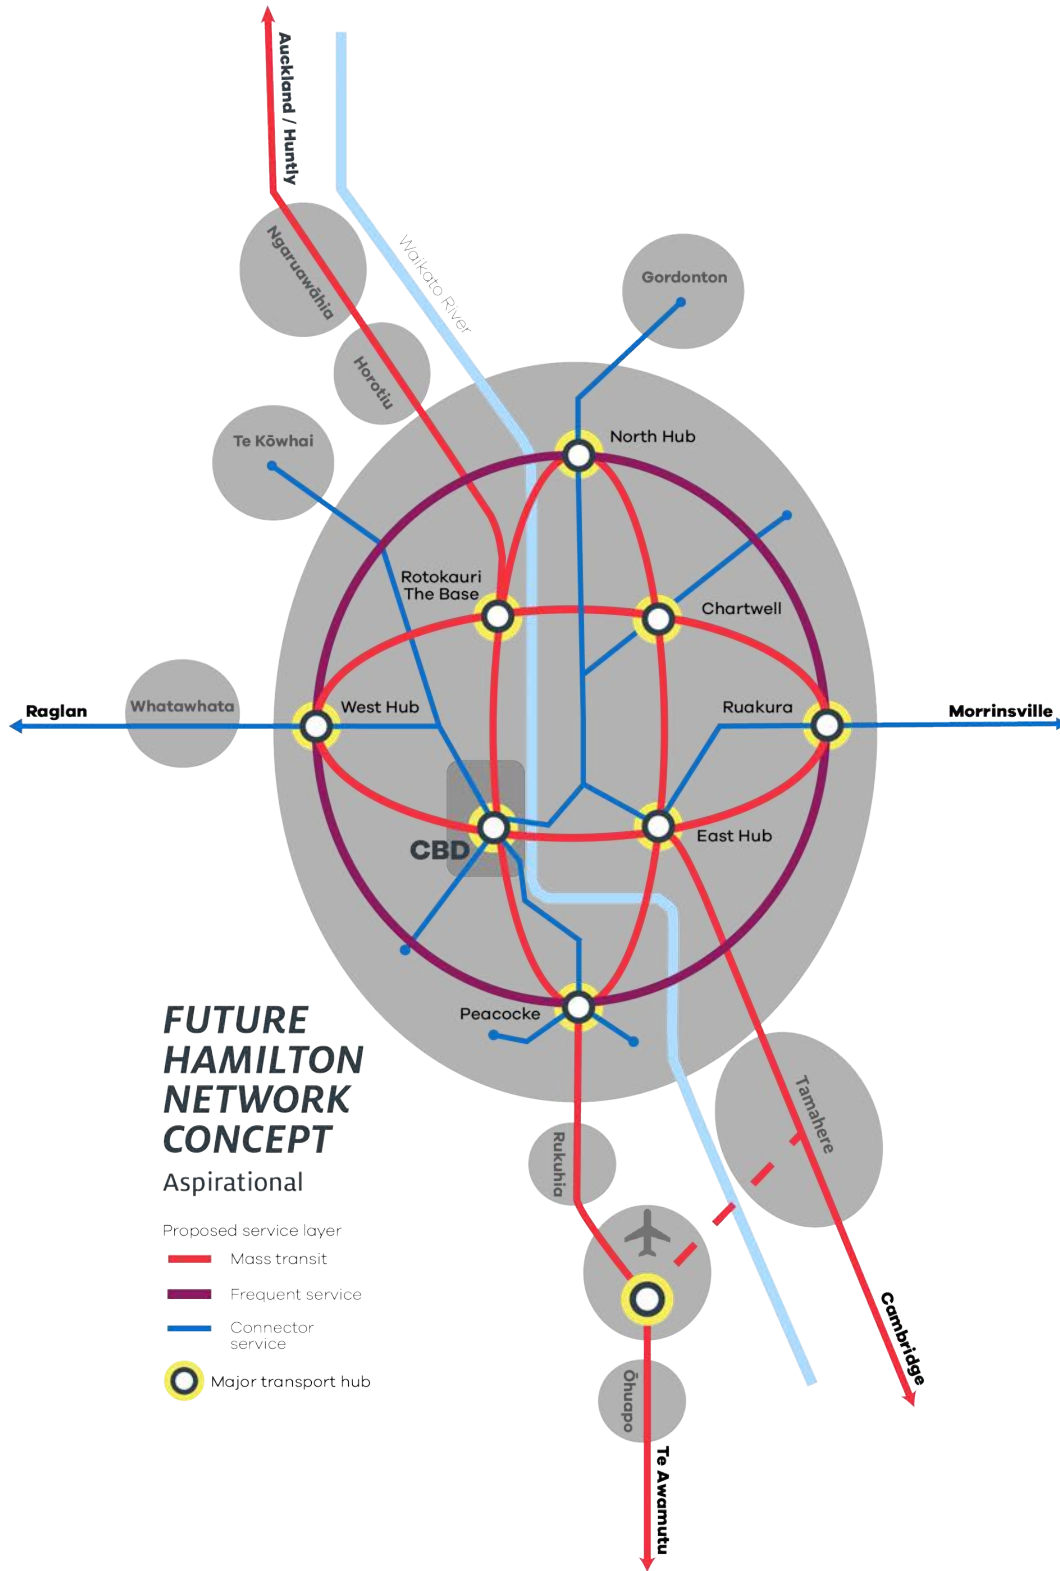 Auckland / Huntly
Ngaruawāhia
Waikato River
Gordonton
Horotiu
Te Kōwhai
North Hub
Rotokauri
The Base
Chartwell
Raglan
Whatawhata
West Hub
Ruakura
Morrinsville
CBD
East Hub
Peacocke
FUTURE
HAMILTON
NETWORK
CONCEPT
Aspirational
Proposed service layer
Mass transit
Frequent service
Connector
service
Major transport hub
Tamahere
Rukuhia
Cambridge
Ōhuapo
Te Awamutu